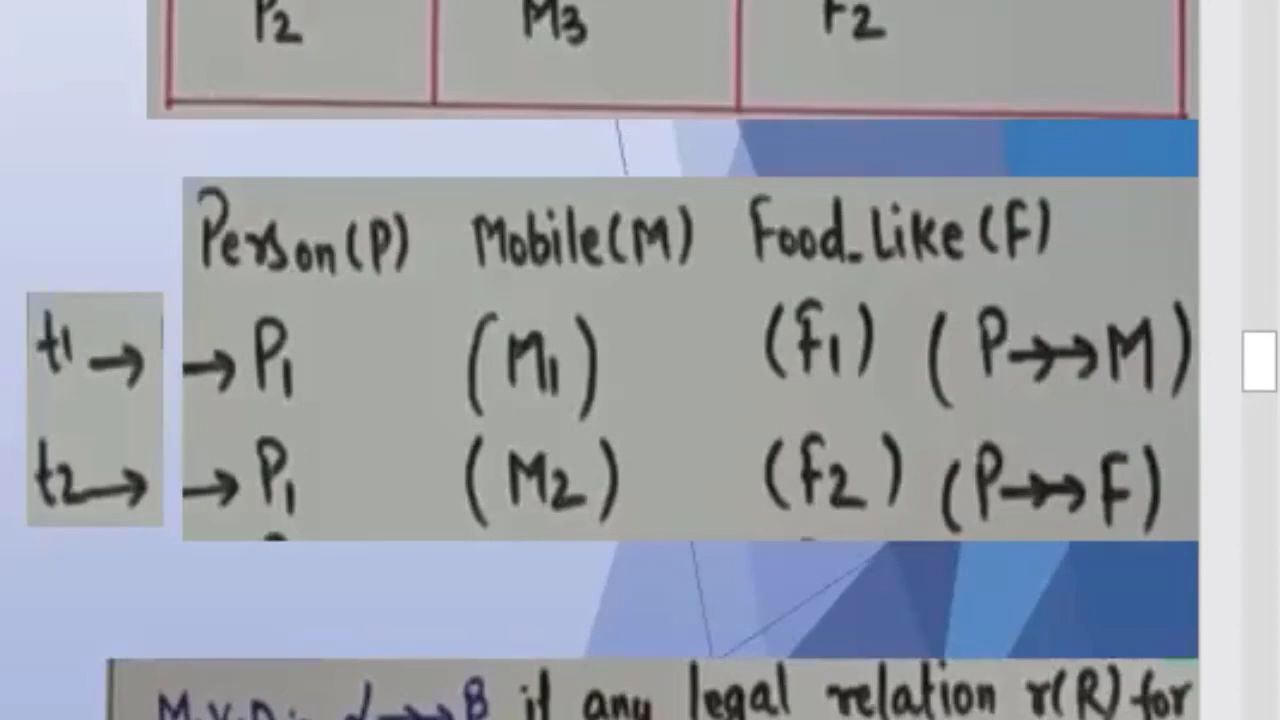 P2 M3 F2
Person(P) Mobile(M) Food_Like(F)
t1 → → P1 (M1) (F1) (P→→M)
t2 → → P1 (M2) (F2) (P→→F)
M.V.D :- α→→B if any legal relation r(R) for